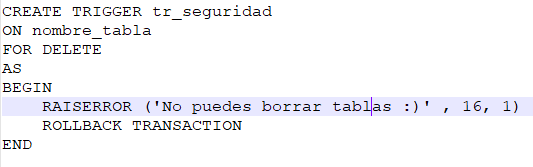 CREATE TRIGGER tr_seguridad
ON nombre_tabla
FOR DELETE
AS
BEGIN
    RAISERROR ('No puedes borrar tablas :)' , 16, 1)
    ROLLBACK TRANSACTION
END